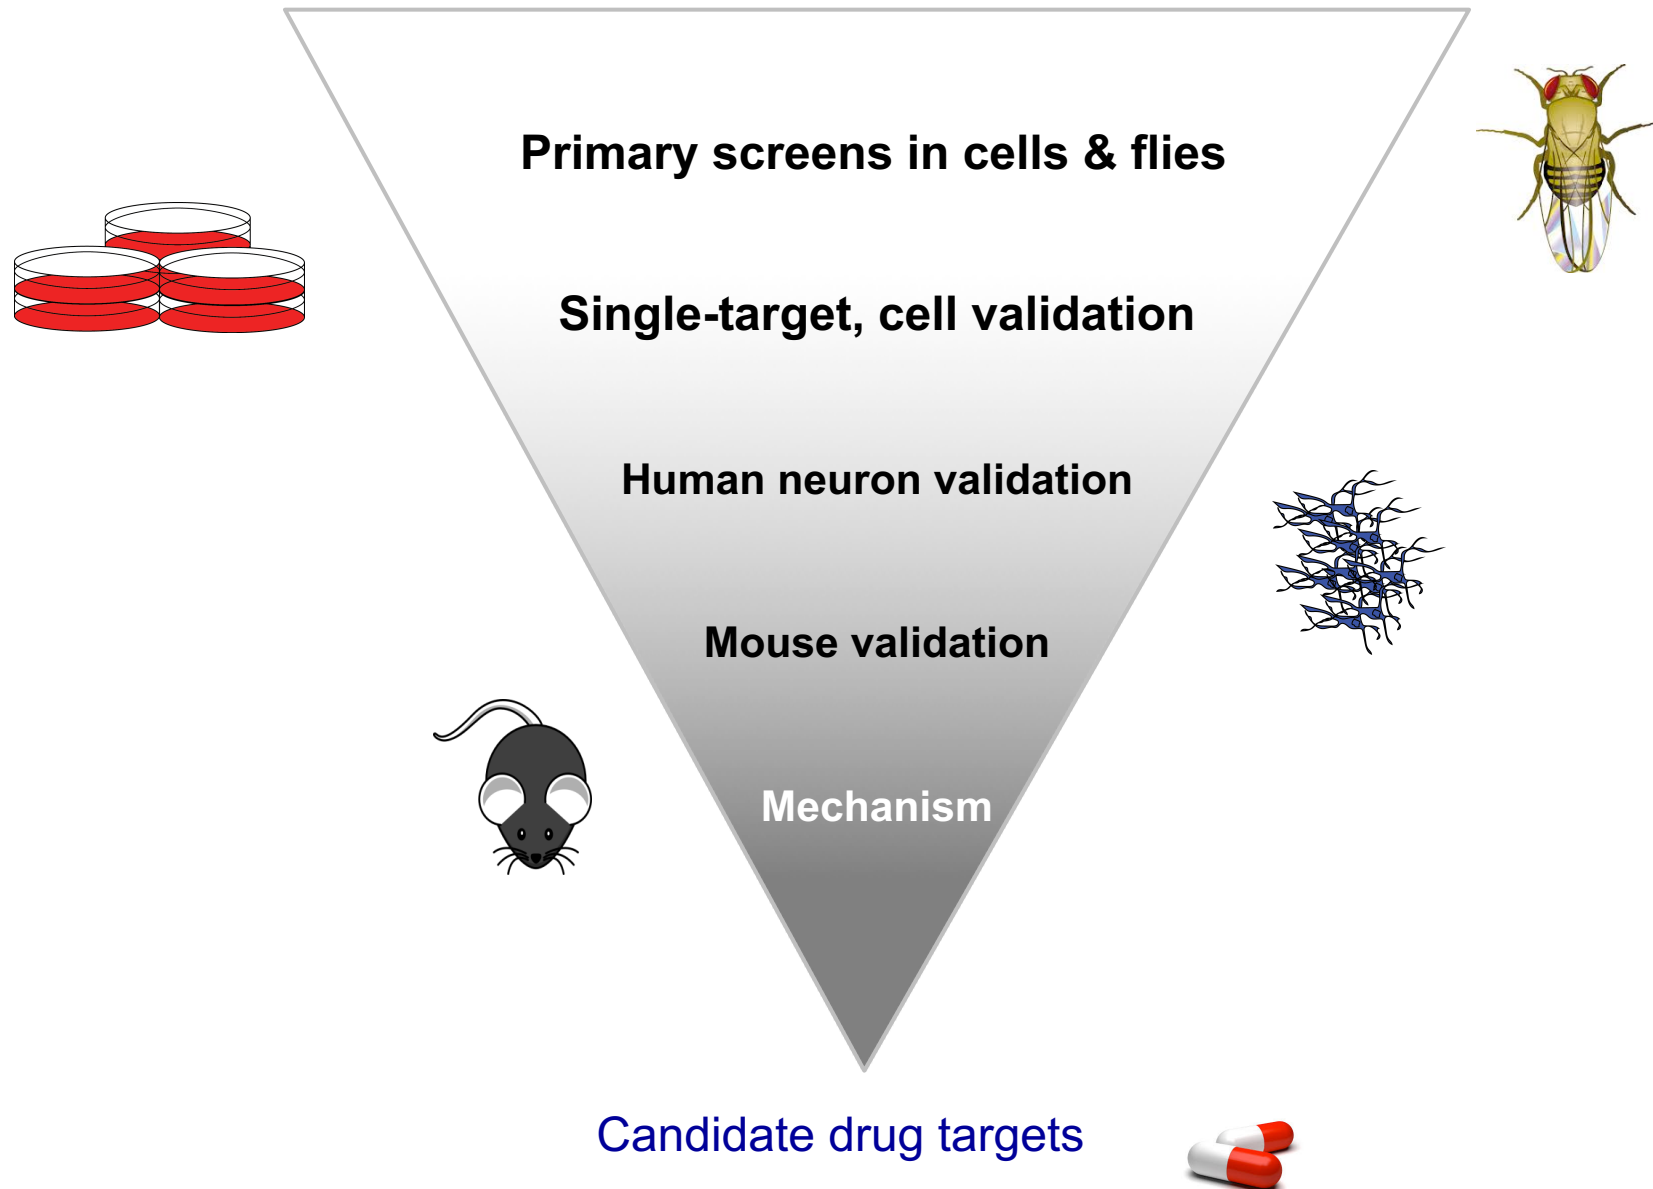 Primary screens in cells & flies
Single-target, cell validation
Human neuron validation
Mouse validation
Mechanism
Candidate drug targets